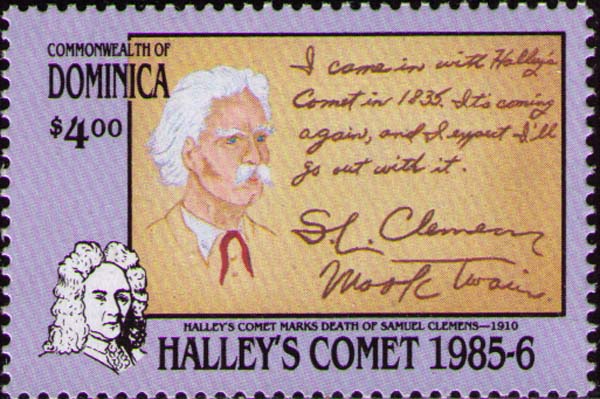 COMMONWEALTH OF
DOMINICA
$4.00
I came in with Halley's
Comet in 1835. It's coming
again, and I expect I'll
go out with it.
S.L. Clemens
Mark Twain
HALLEY'S COMET MARKS DEATH OF SAMUEL CLEMENS—1910
HALLEY'S COMET 1985-6